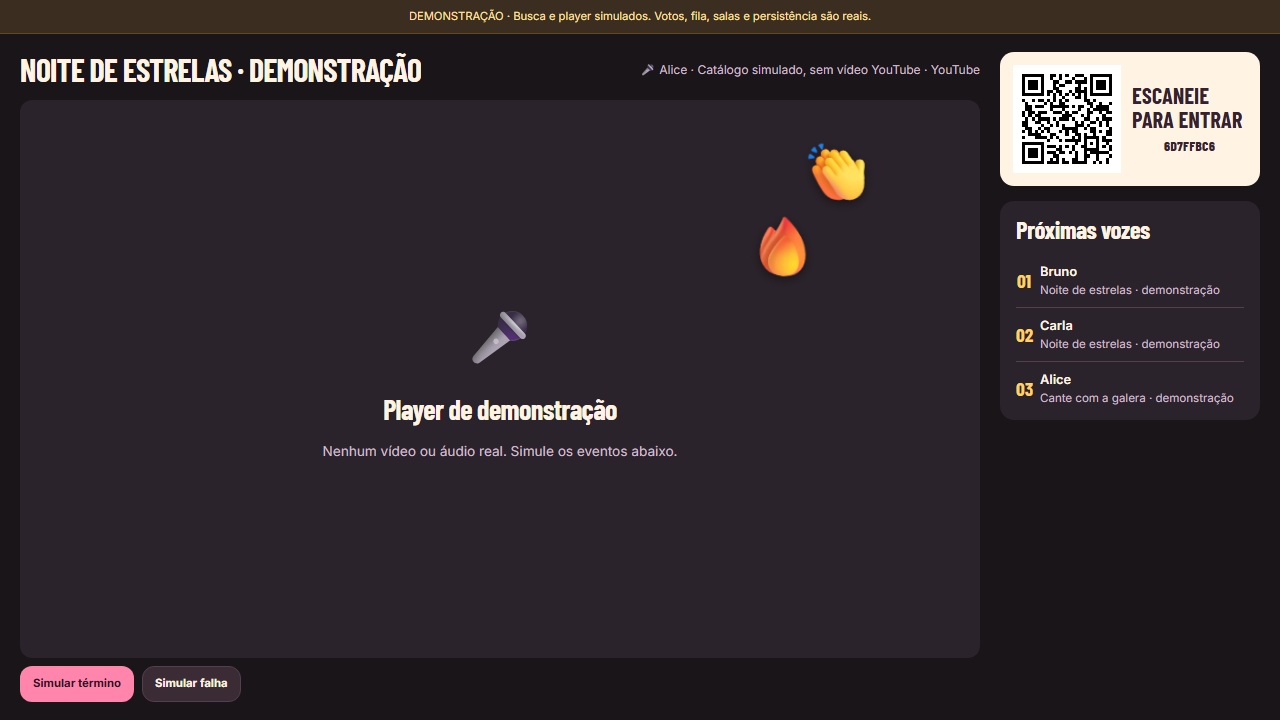 DEMONSTRAÇÃO · Busca e player simulados. Votos, fila, salas e persistência são reais.
NOITE DE ESTRELAS · DEMONSTRAÇÃO
Alice · Catálogo simulado, sem vídeo YouTube · YouTube
Player de demonstração
Nenhum vídeo ou áudio real. Simule os eventos abaixo.
Simular término
Simular falha
ESCANEIE
PARA ENTRAR
6D7FFBC6
Próximas vozes
01
Bruno
Noite de estrelas · demonstração
02
Carla
Noite de estrelas · demonstração
03
Alice
Cante com a galera · demonstração